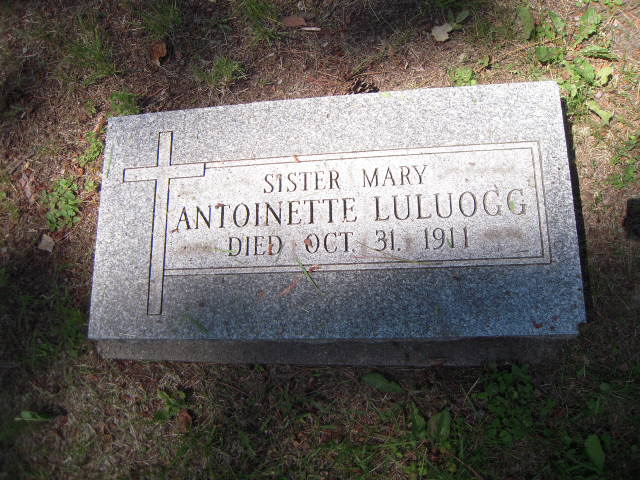 SISTER MARY
ANTOINETTE LULUOGG
DIED OCT. 31. 1911